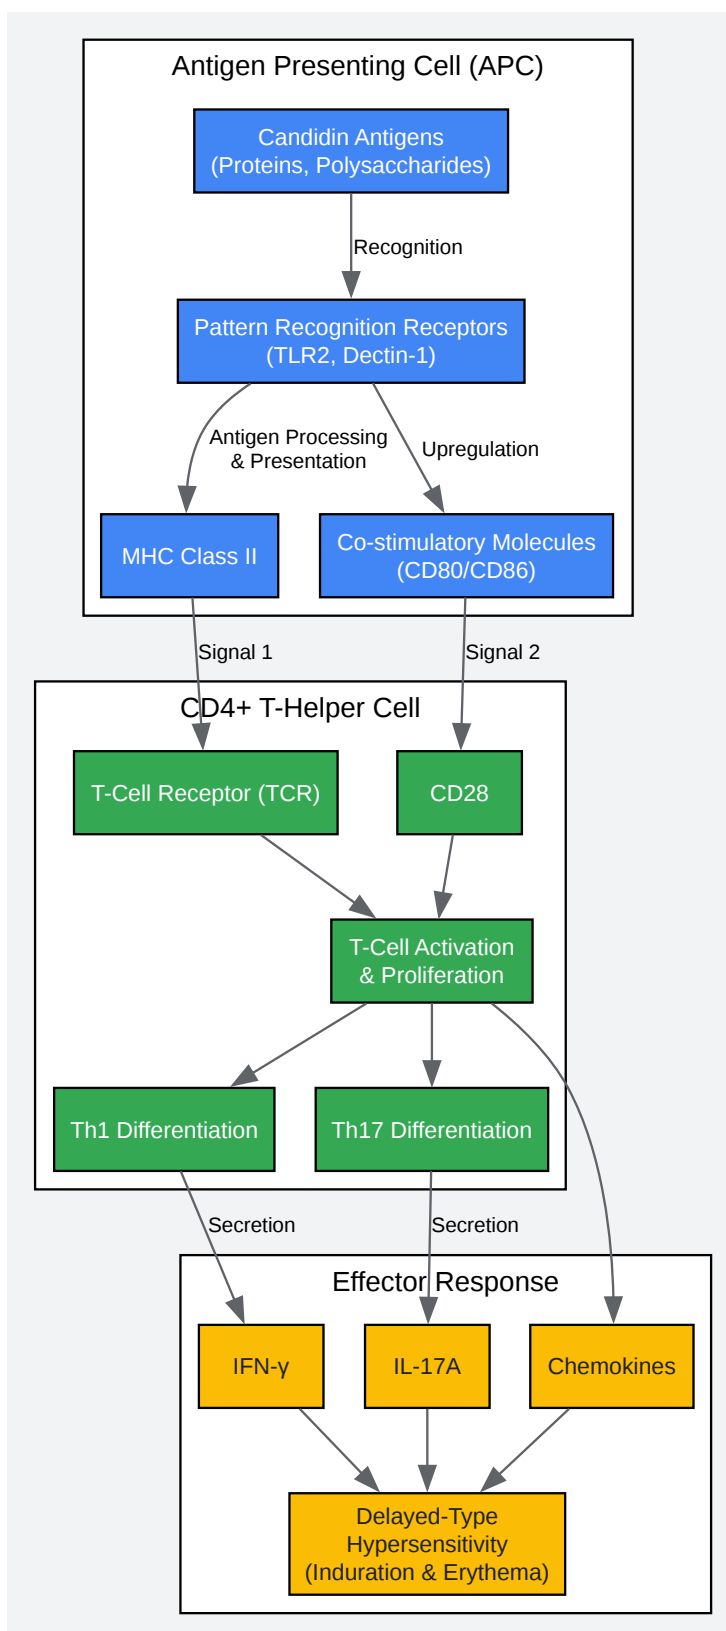 Antigen Presenting Cell (APC)
Candidin Antigens
(Proteins, Polysaccharides)
Recognition
Pattern Recognition Receptors
(TLR2, Dectin-1)
Antigen Processing
& Presentation
Upregulation
MHC Class II
Co-stimulatory Molecules
(CD80/CD86)
Signal 1
Signal 2
CD4+ T-Helper Cell
T-Cell Receptor (TCR)
CD28
T-Cell Activation
& Proliferation
Th1 Differentiation
Th17 Differentiation
Secretion
Secretion
Effector Response
IFN-γ
IL-17A
Chemokines
Delayed-Type
Hypersensitivity
(Induration & Erythema)